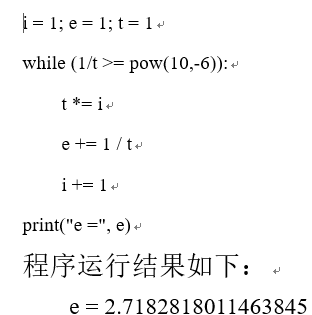 i = 1; e = 1; t = 1
while (1/t >= pow(10,-6)):
t *= i
e += 1 / t
i += 1
print("e =", e)
程序运行结果如下：
e = 2.7182818011463845